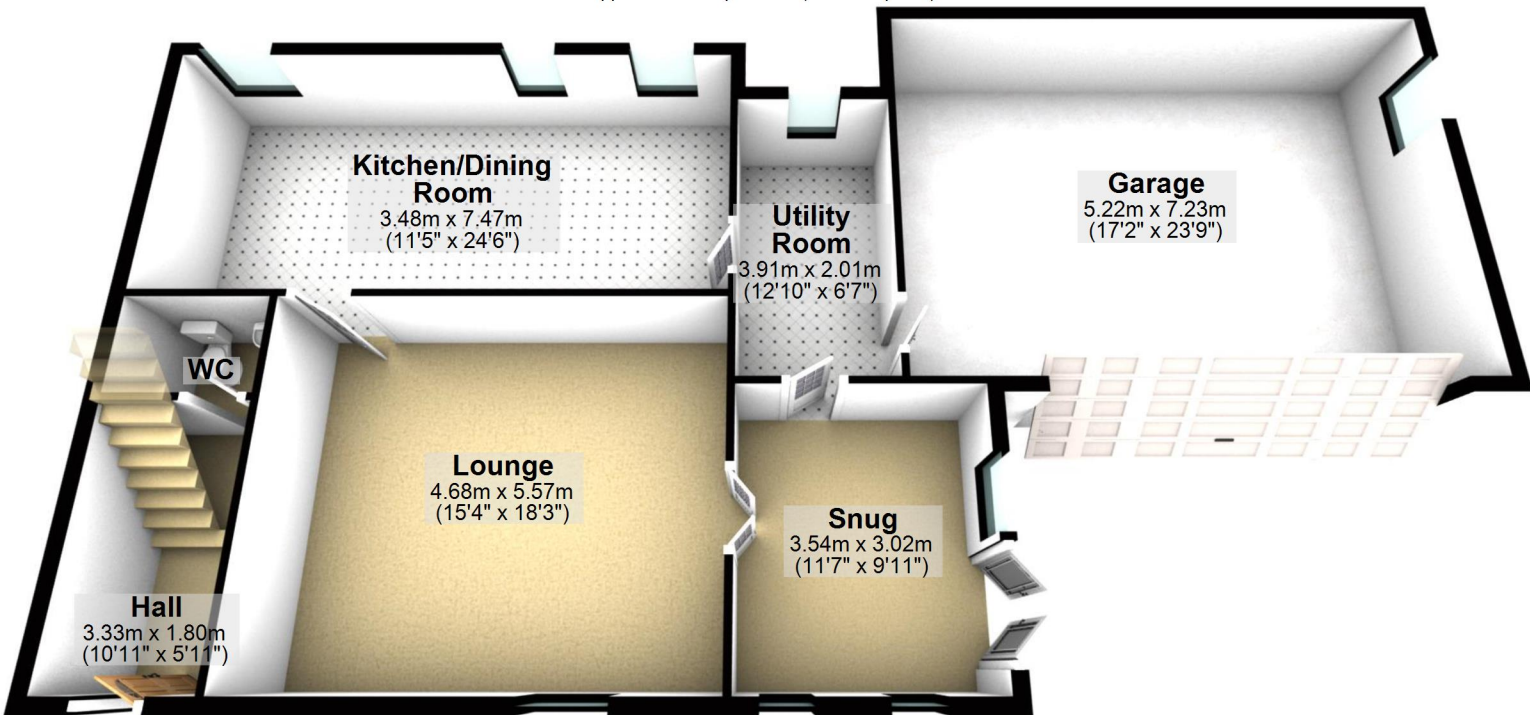 Kitchen/Dining
Room
3.48m x 7.47m
(11'5" x 24'6")
Utility
Room
3.91m x 2.01m
(12'10" x 6'7")
Garage
5.22m x 7.23m
(17'2" x 23'9")
WC
Lounge
4.68m x 5.57m
(15'4" x 18'3")
Snug
3.54m x 3.02m
(11'7" x 9'11")
Hall
3.33m x 1.80m
(10'11" x 5'11")